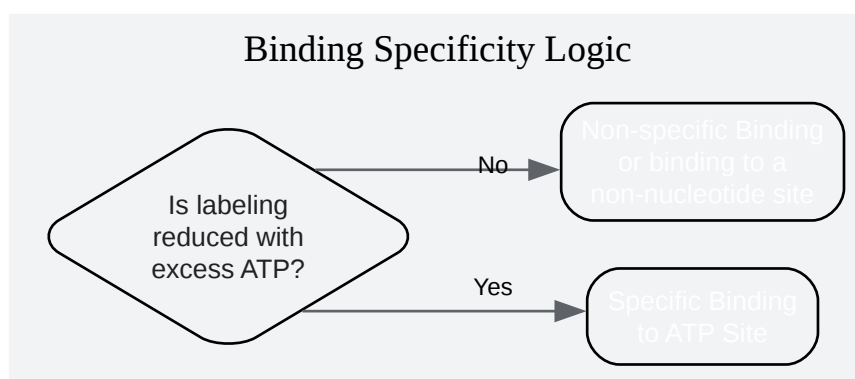 Binding Specificity Logic
Is labeling
reduced with
excess ATP?
No
Non-specific Binding
or binding to a
non-nucleotide site
Yes
Specific Binding
to ATP Site